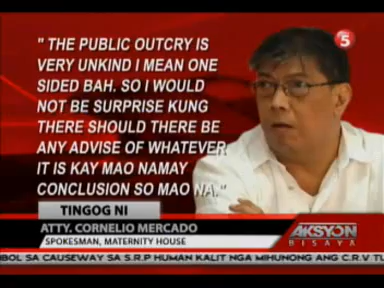 " THE PUBLIC OUTCRY IS
VERY UNKIND I MEAN ONE
SIDED BAH. SO I WOULD
NOT BE SURPRISE KUNG
THERE SHOULD THERE BE
ANY ADVISE OF WHATEVER
IT IS KAY MAO NAMAY
CONCLUSION SO MAO NA."
5
TINGOG NI
ATTY. CORNELIO MERCADO
SPOKESMAN, MATERNITY HOUSE
AKSYON
BISAYA
BOL SA CAUSEWAY SA S.R.P HUMAN KALIT NGA MIHUNONG ANG GI-